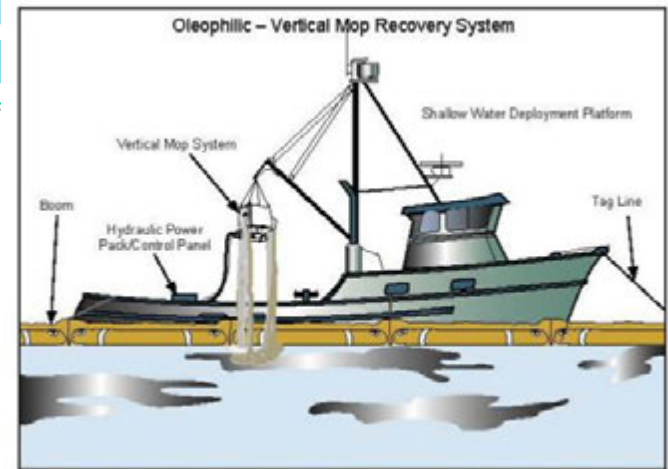 Oleophilic – Vertical Mop Recovery System
Shallow Water Deployment Platform
Vertical Mop System
Boom
Hydraulic Power
Pack/Control Panel
Tag Line